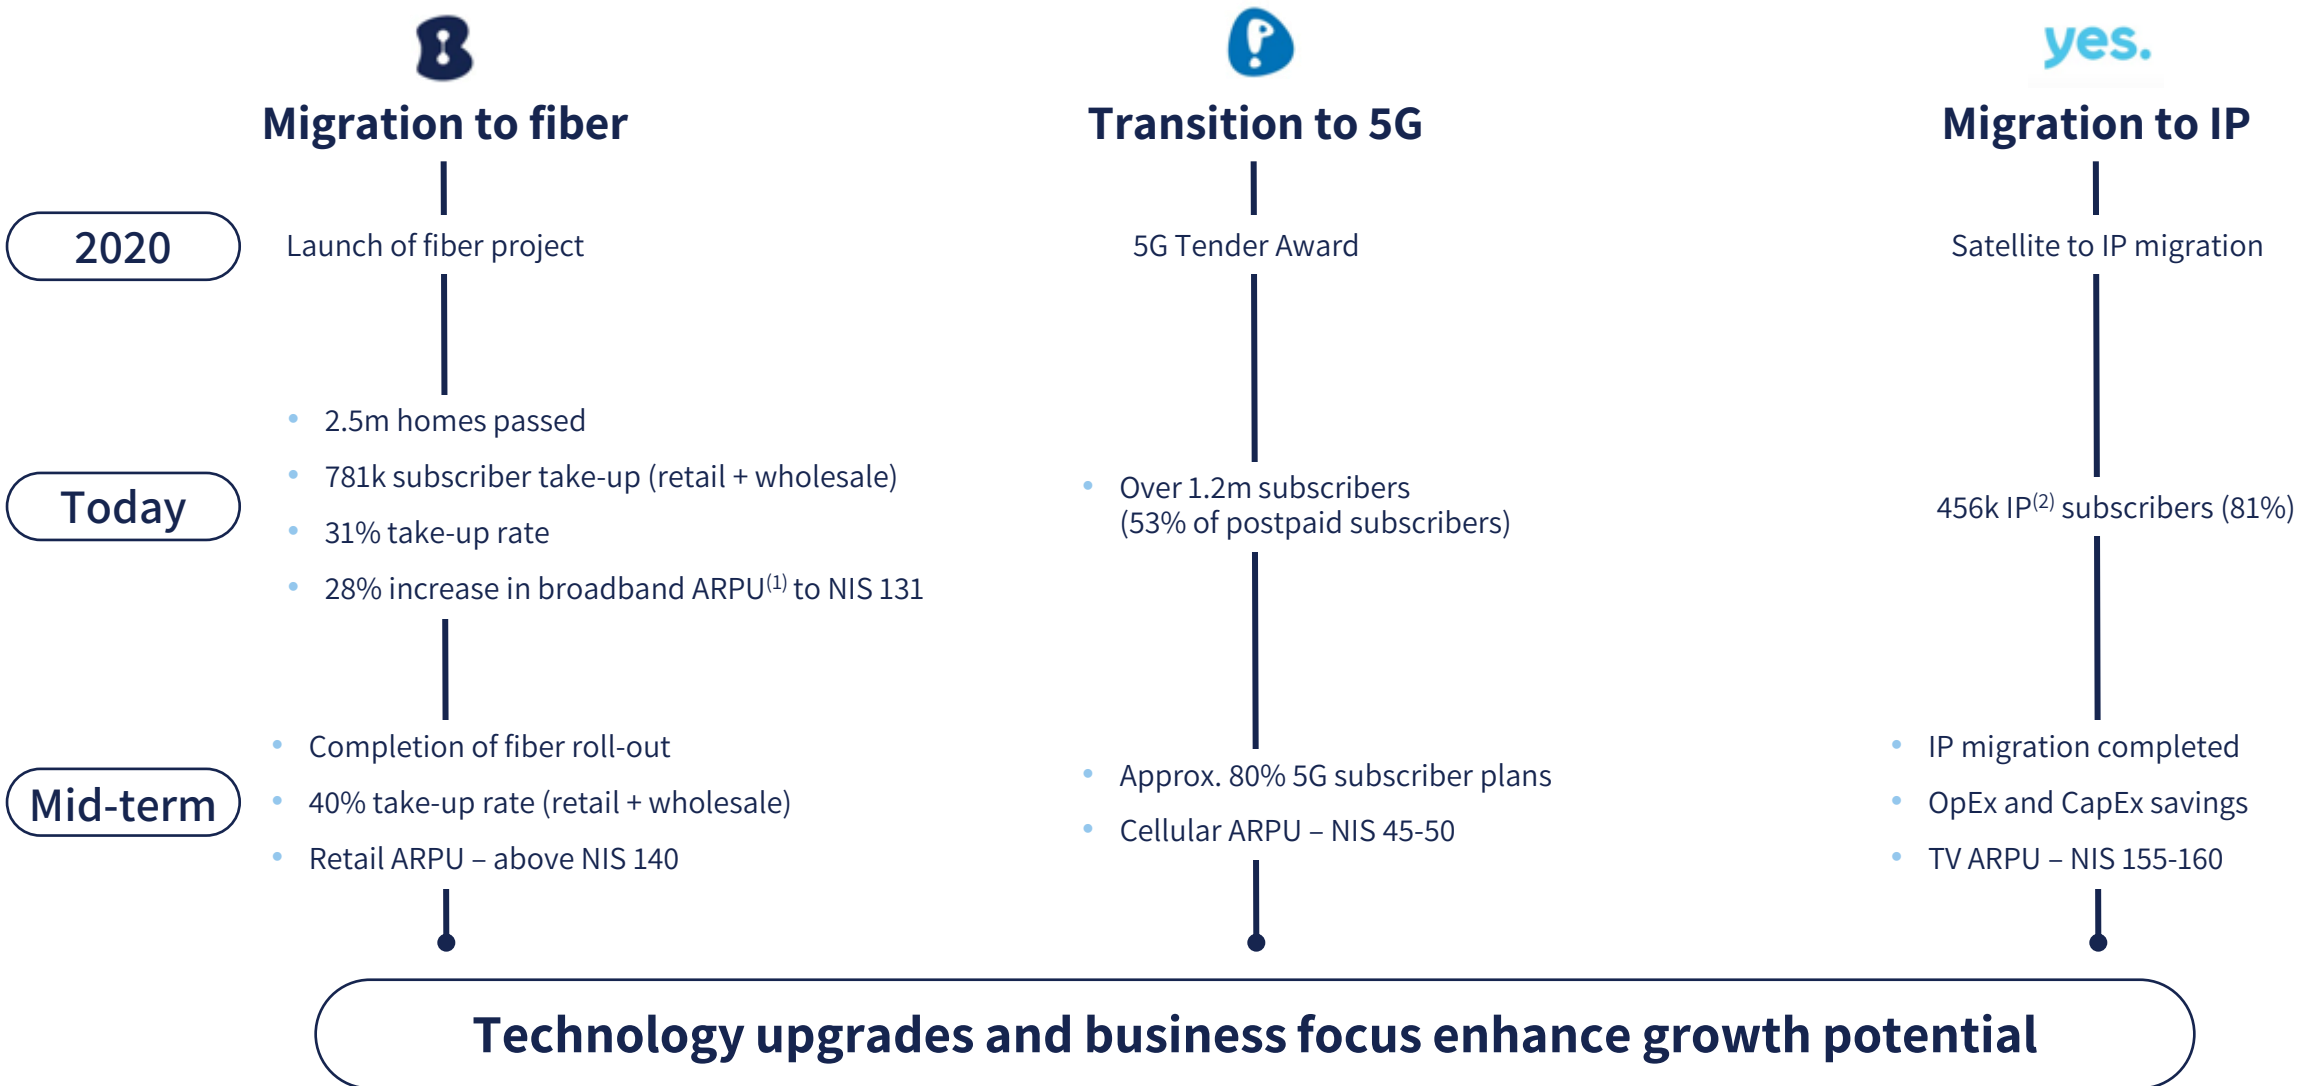 yes.
Migration to fiber
Transition to 5G
Migration to IP
2020
Launch of fiber project
5G Tender Award
Satellite to IP migration
Today
• 2.5m homes passed
• 781k subscriber take-up (retail + wholesale)
• 31% take-up rate
• 28% increase in broadband ARPU(1) to NIS 131
• Over 1.2m subscribers
(53% of postpaid subscribers)
456k IP(2) subscribers (81%)
Mid-term
• Completion of fiber roll-out
• 40% take-up rate (retail + wholesale)
• Retail ARPU – above NIS 140
• Approx. 80% 5G subscriber plans
• Cellular ARPU – NIS 45-50
• IP migration completed
• OpEx and CapEx savings
• TV ARPU – NIS 155-160
Technology upgrades and business focus enhance growth potential